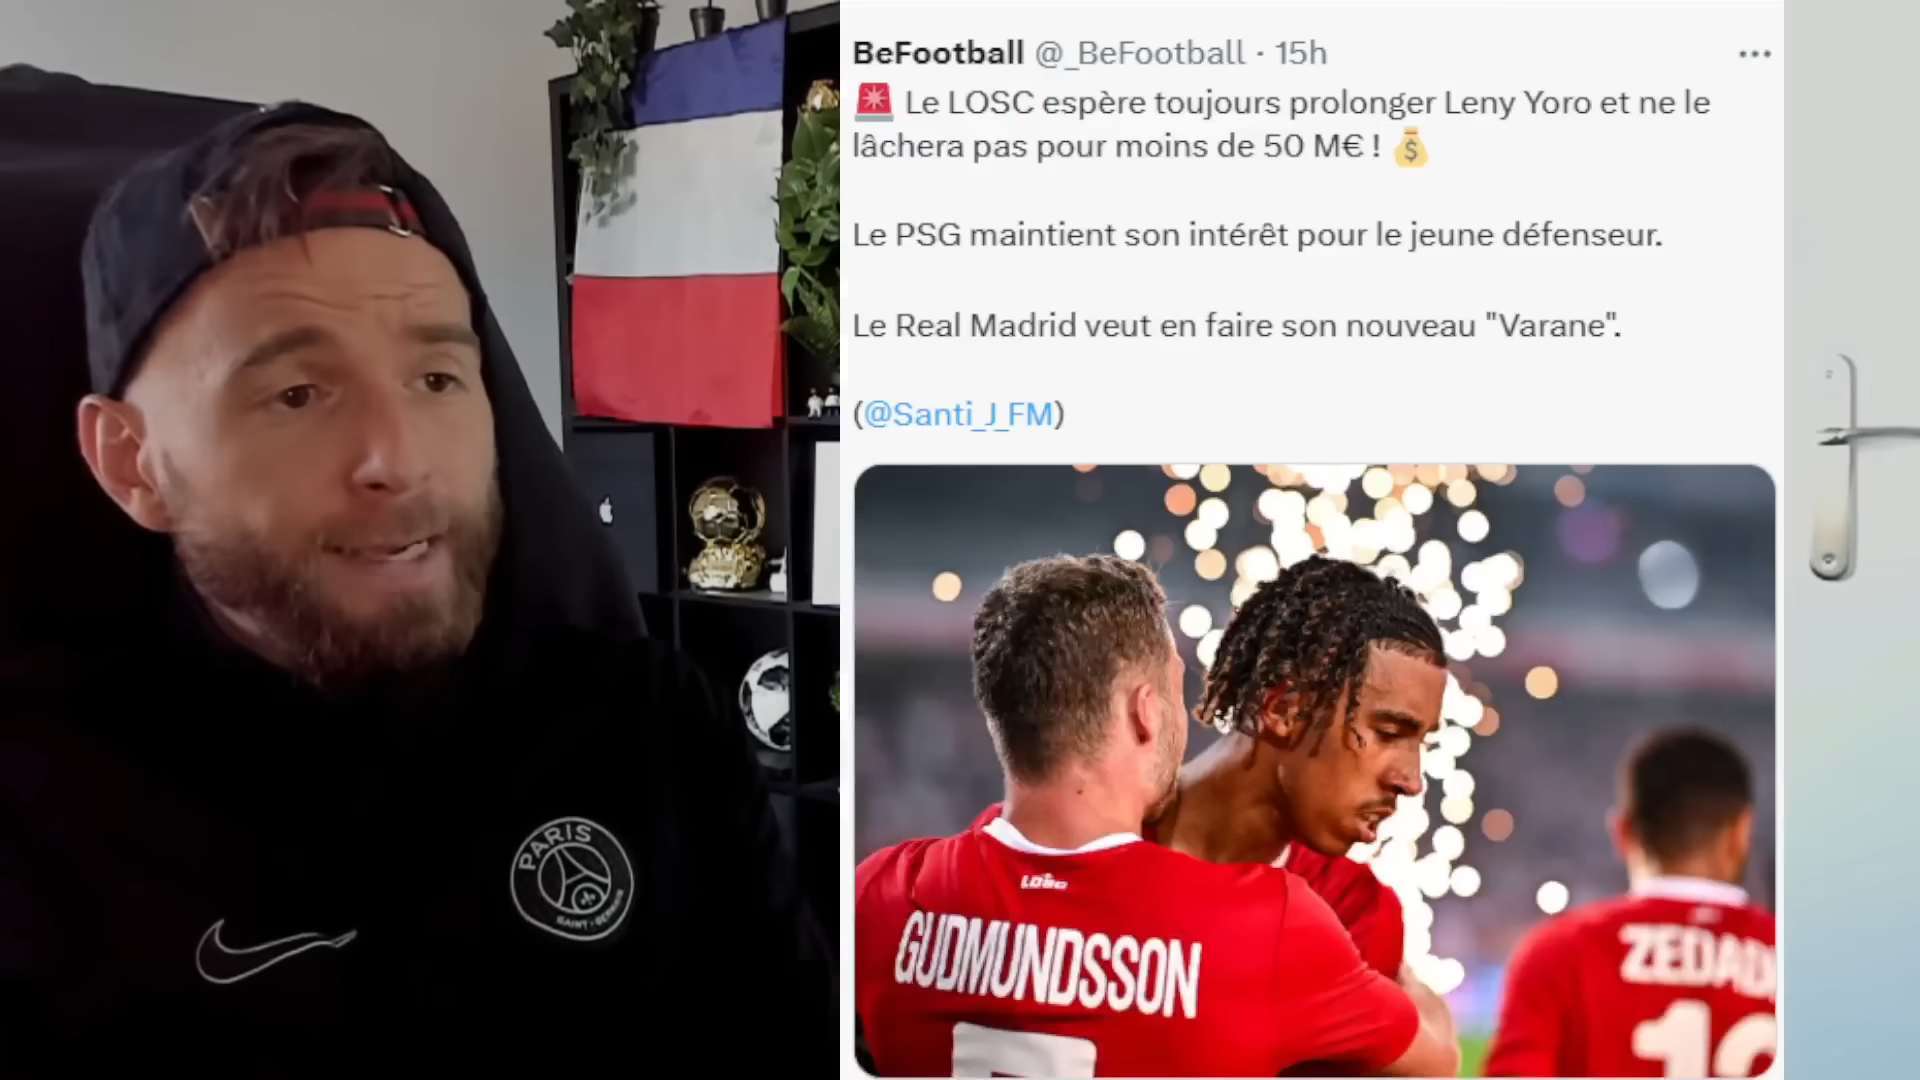 BeFootball @_BeFootball · 15h
Le LOSC espère toujours prolonger Leny Yoro et ne le
lâchera pas pour moins de 50 M€ !
Le PSG maintient son intérêt pour le jeune défenseur.
Le Real Madrid veut en faire son nouveau "Varane".
(@Santi_J_FM)
PARIS
SAINT-GERMAIN
LOSC
GUDMUNDSSON